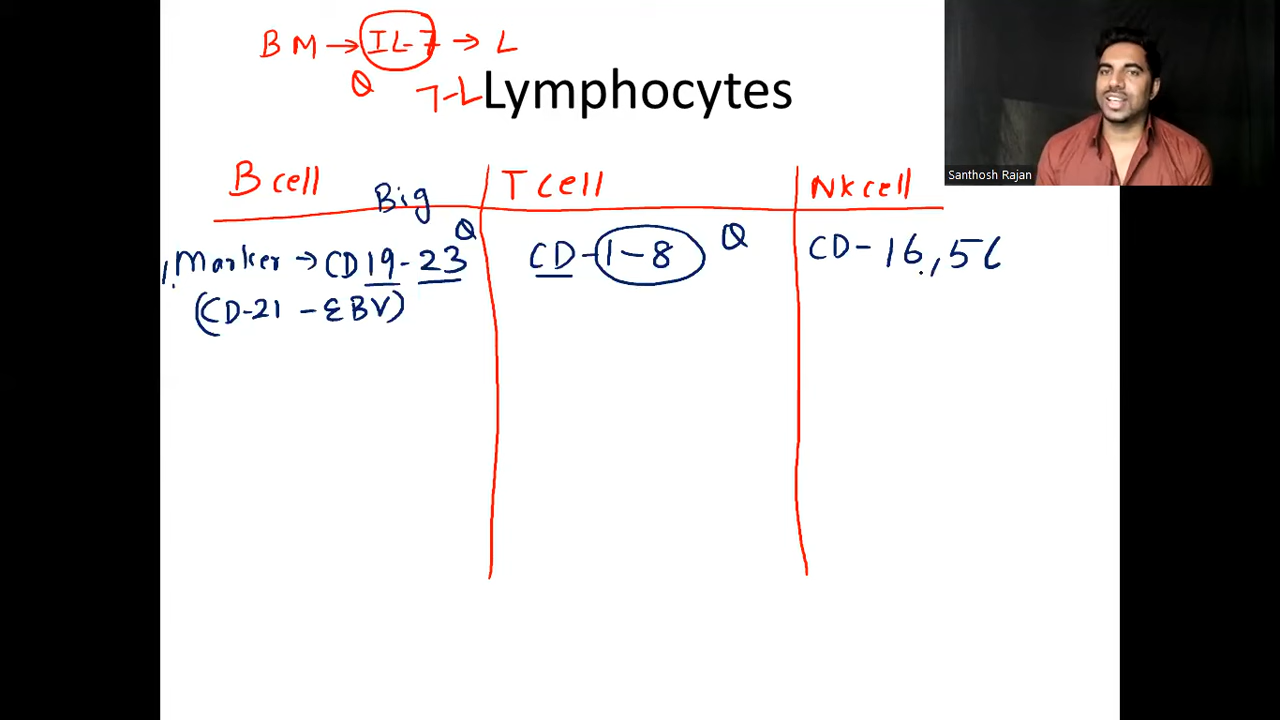 BM → IL-7 → L
Q 7-L
Lymphocytes
Santhosh Rajan
B cell T cell NK cell
Big
1, Marker → CD 19-23 Q CD-1-8 Q CD-16,56
(CD-21 - EBV)